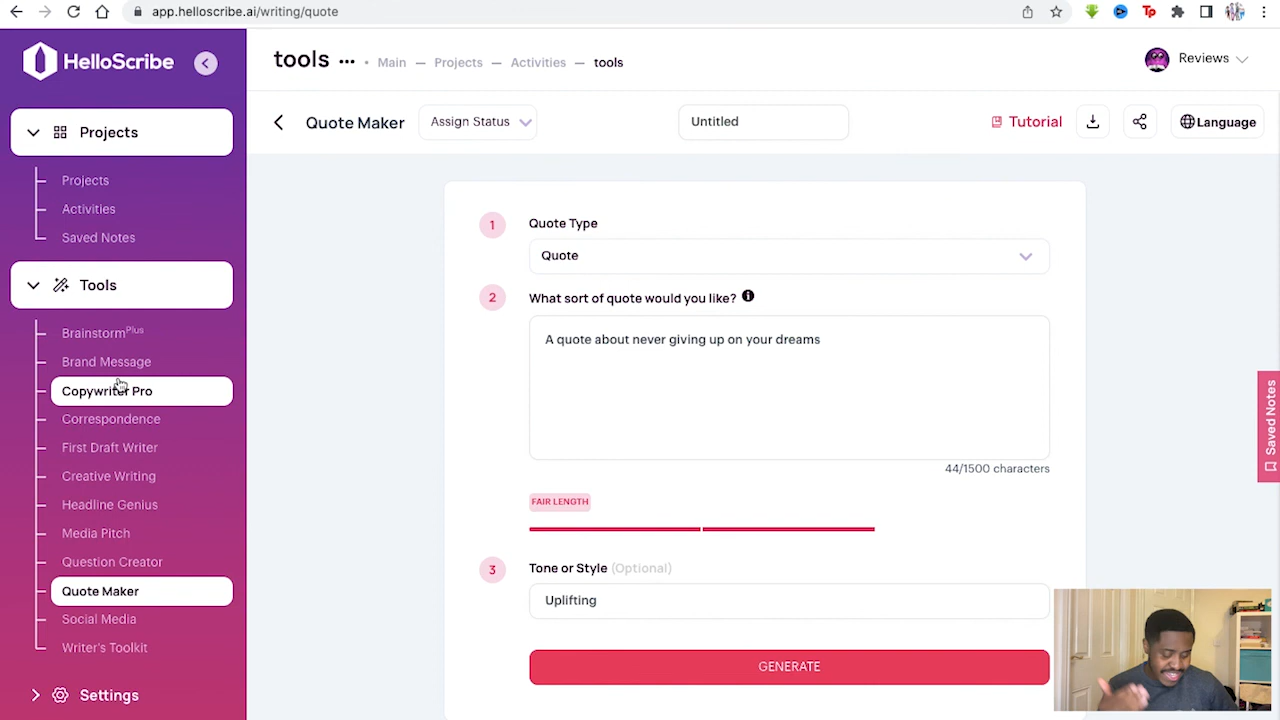 app.helloscribe.ai/writing/quote
HelloScribe
Projects
Projects
Activities
Saved Notes
Tools
Brainstorm Plus
Brand Message
Copywriter Pro
Correspondence
First Draft Writer
Creative Writing
Headline Genius
Media Pitch
Question Creator
Quote Maker
Social Media
Writer's Toolkit
Settings
tools ••• • Main — Projects — Activities — tools
Reviews
Quote Maker
Assign Status
Untitled
Tutorial
Language
1 Quote Type
Quote
2 What sort of quote would you like?
A quote about never giving up on your dreams
44/1500 characters
FAIR LENGTH
3 Tone or Style (Optional)
Uplifting
GENERATE
Saved Notes
Tp